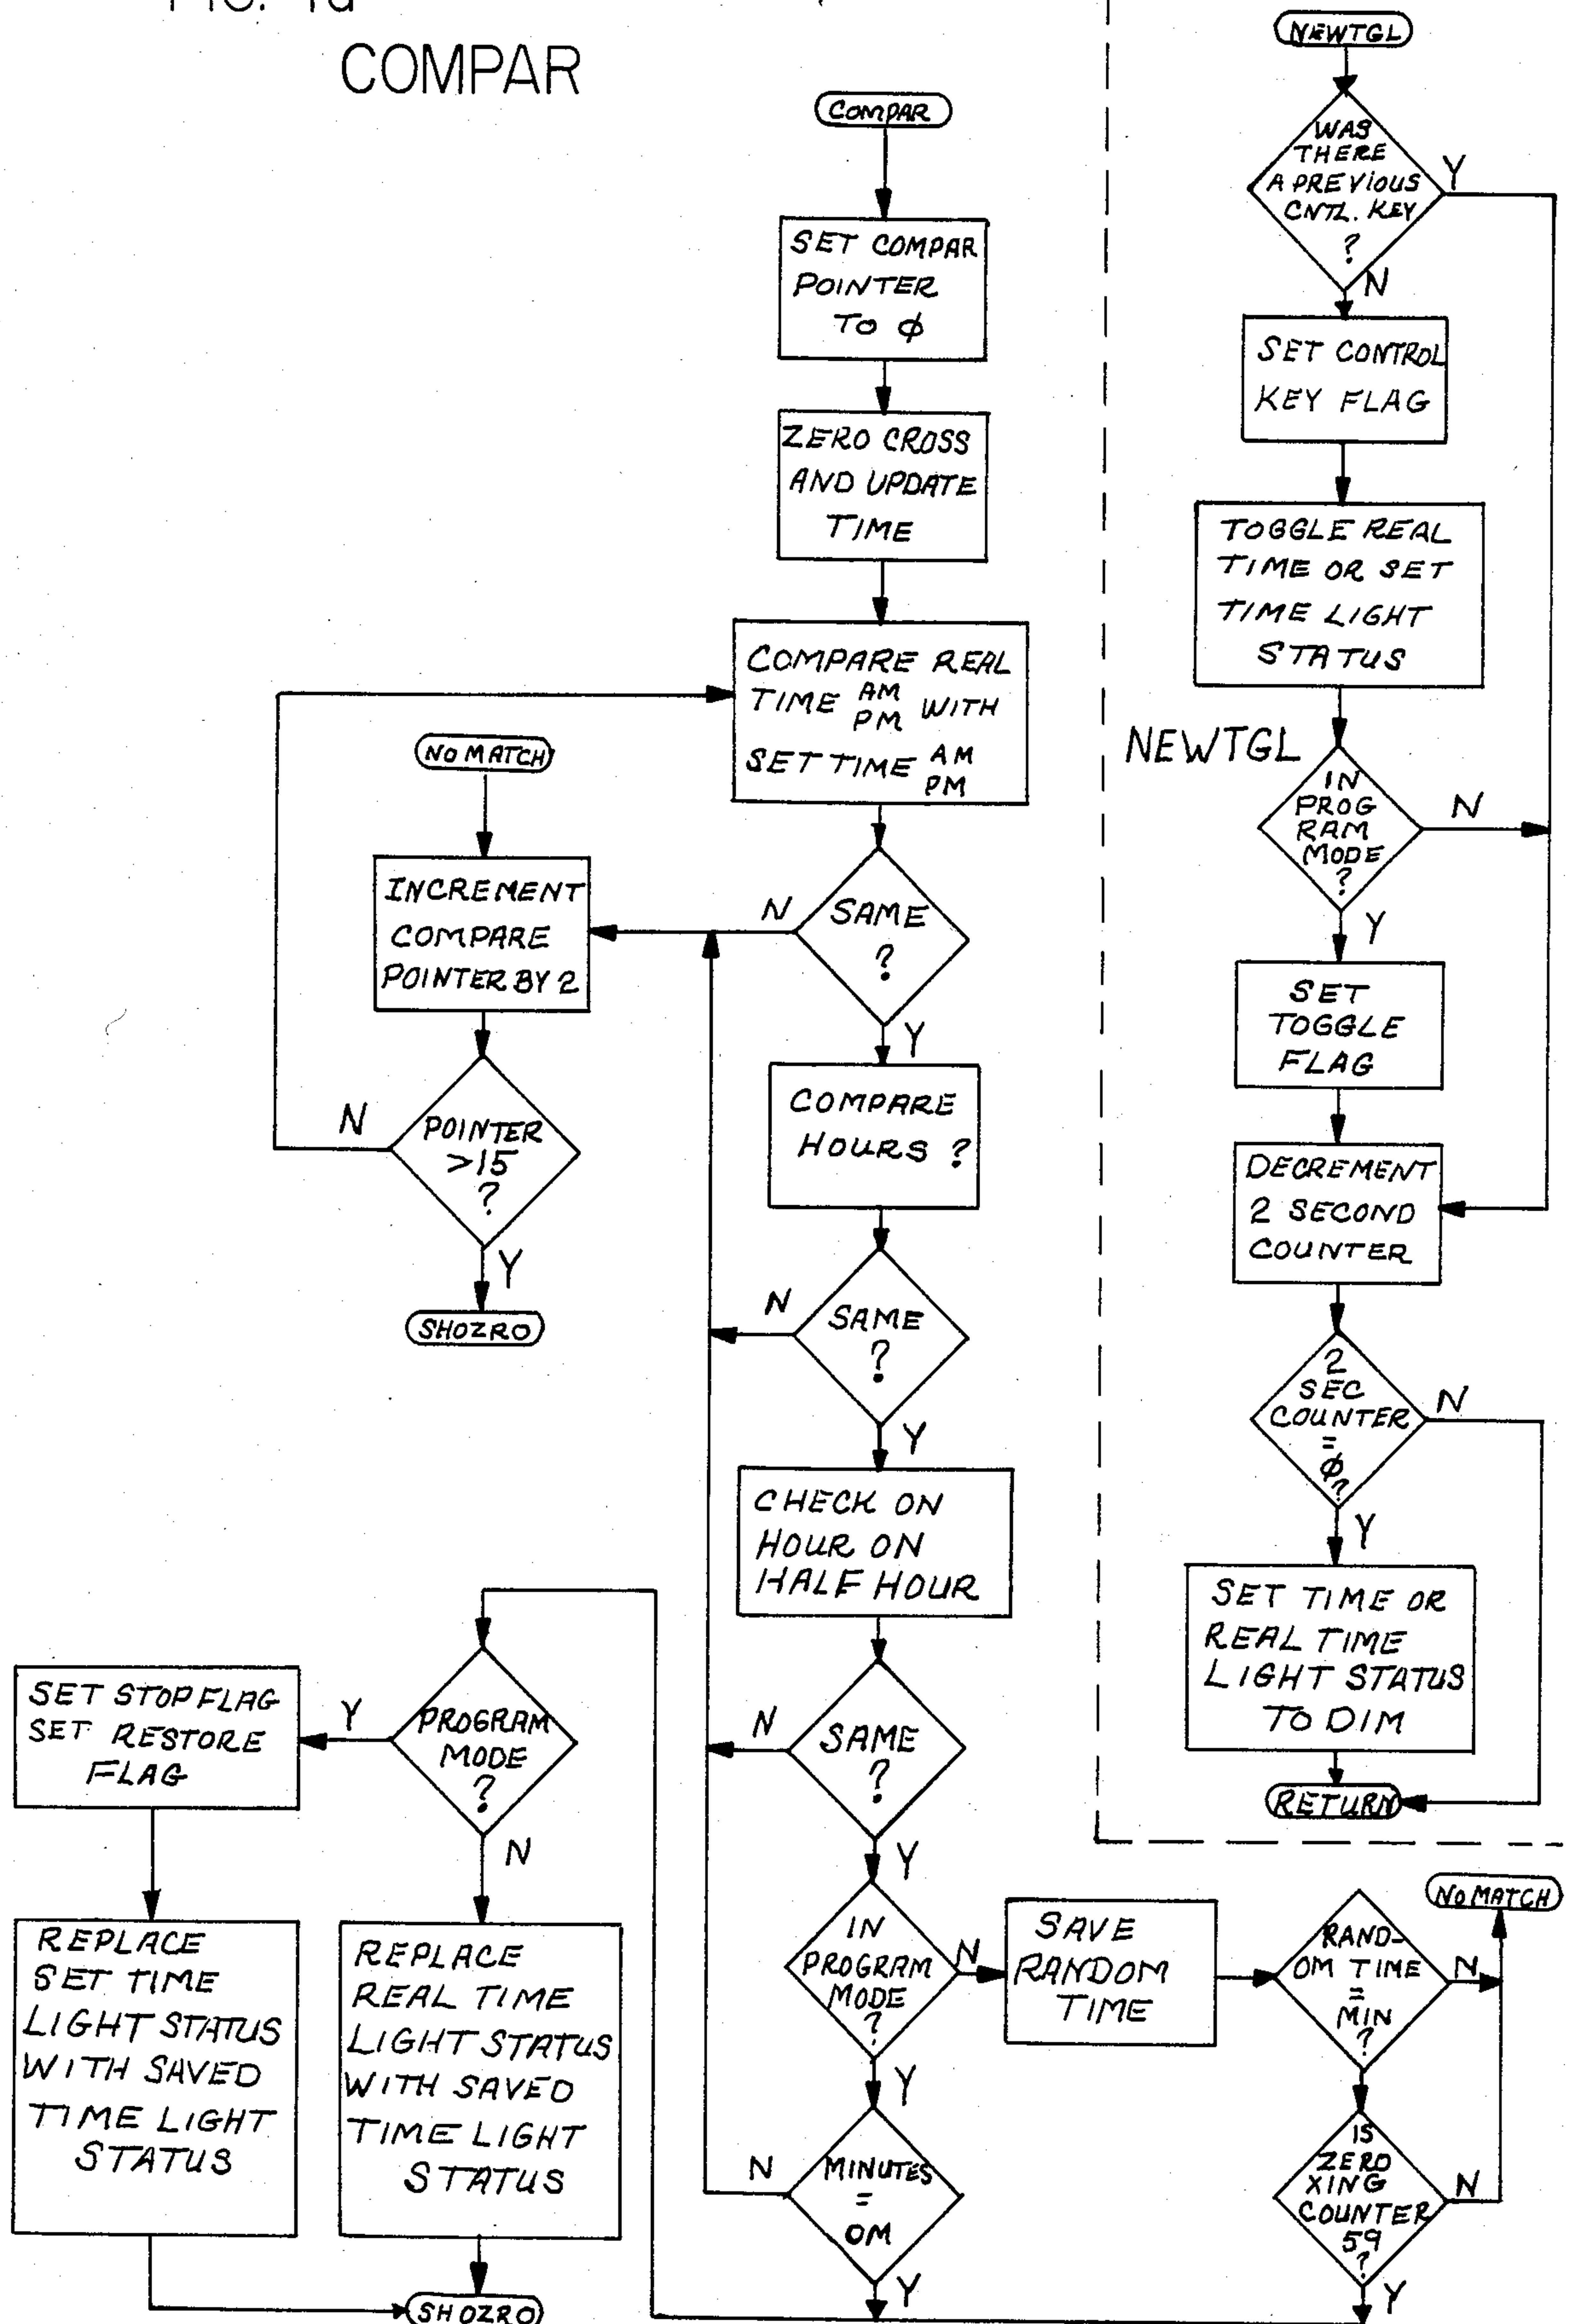 COMPAR
COMPAR
SET COMPAR
POINTER
TO ϕ
ZERO CROSS
AND UPDATE
TIME
COMPARE REAL
TIME AM
PM WITH
SET TIME AM
PM
NO MATCH
INCREMENT
COMPARE
POINTER BY 2
N
SAME
?
Y
POINTER
>15
?
N
Y
SHOZRO
COMPARE
HOURS ?
SAME
?
N
Y
CHECK ON
HOUR ON
HALF HOUR
SAME
?
N
Y
IN
PROGRAM
MODE
?
N
Y
MINUTES
=
OM
N
Y
SAVE
RANDOM
TIME
RAND-
OM TIME
=
MIN
?
N
NO MATCH
IS
ZERO
XING
COUNTER
59
?
N
Y
PROGRAM
MODE
?
Y
N
SET STOP FLAG
SET RESTORE
FLAG
REPLACE
SET TIME
LIGHT STATUS
WITH SAVED
TIME LIGHT
STATUS
REPLACE
REAL TIME
LIGHT STATUS
WITH SAVED
TIME LIGHT
STATUS
SHOZRO
NEWTGL
WAS
THERE
A PREVIOUS
CNTL. KEY
?
Y
N
SET CONTROL
KEY FLAG
TOGGLE REAL
TIME OR SET
TIME LIGHT
STATUS
NEWTGL
IN
PROG
RAM
MODE
?
N
Y
SET
TOGGLE
FLAG
DECREMENT
2 SECOND
COUNTER
2
SEC
COUNTER
=
ϕ?
N
Y
SET TIME OR
REAL TIME
LIGHT STATUS
TO DIM
RETURN